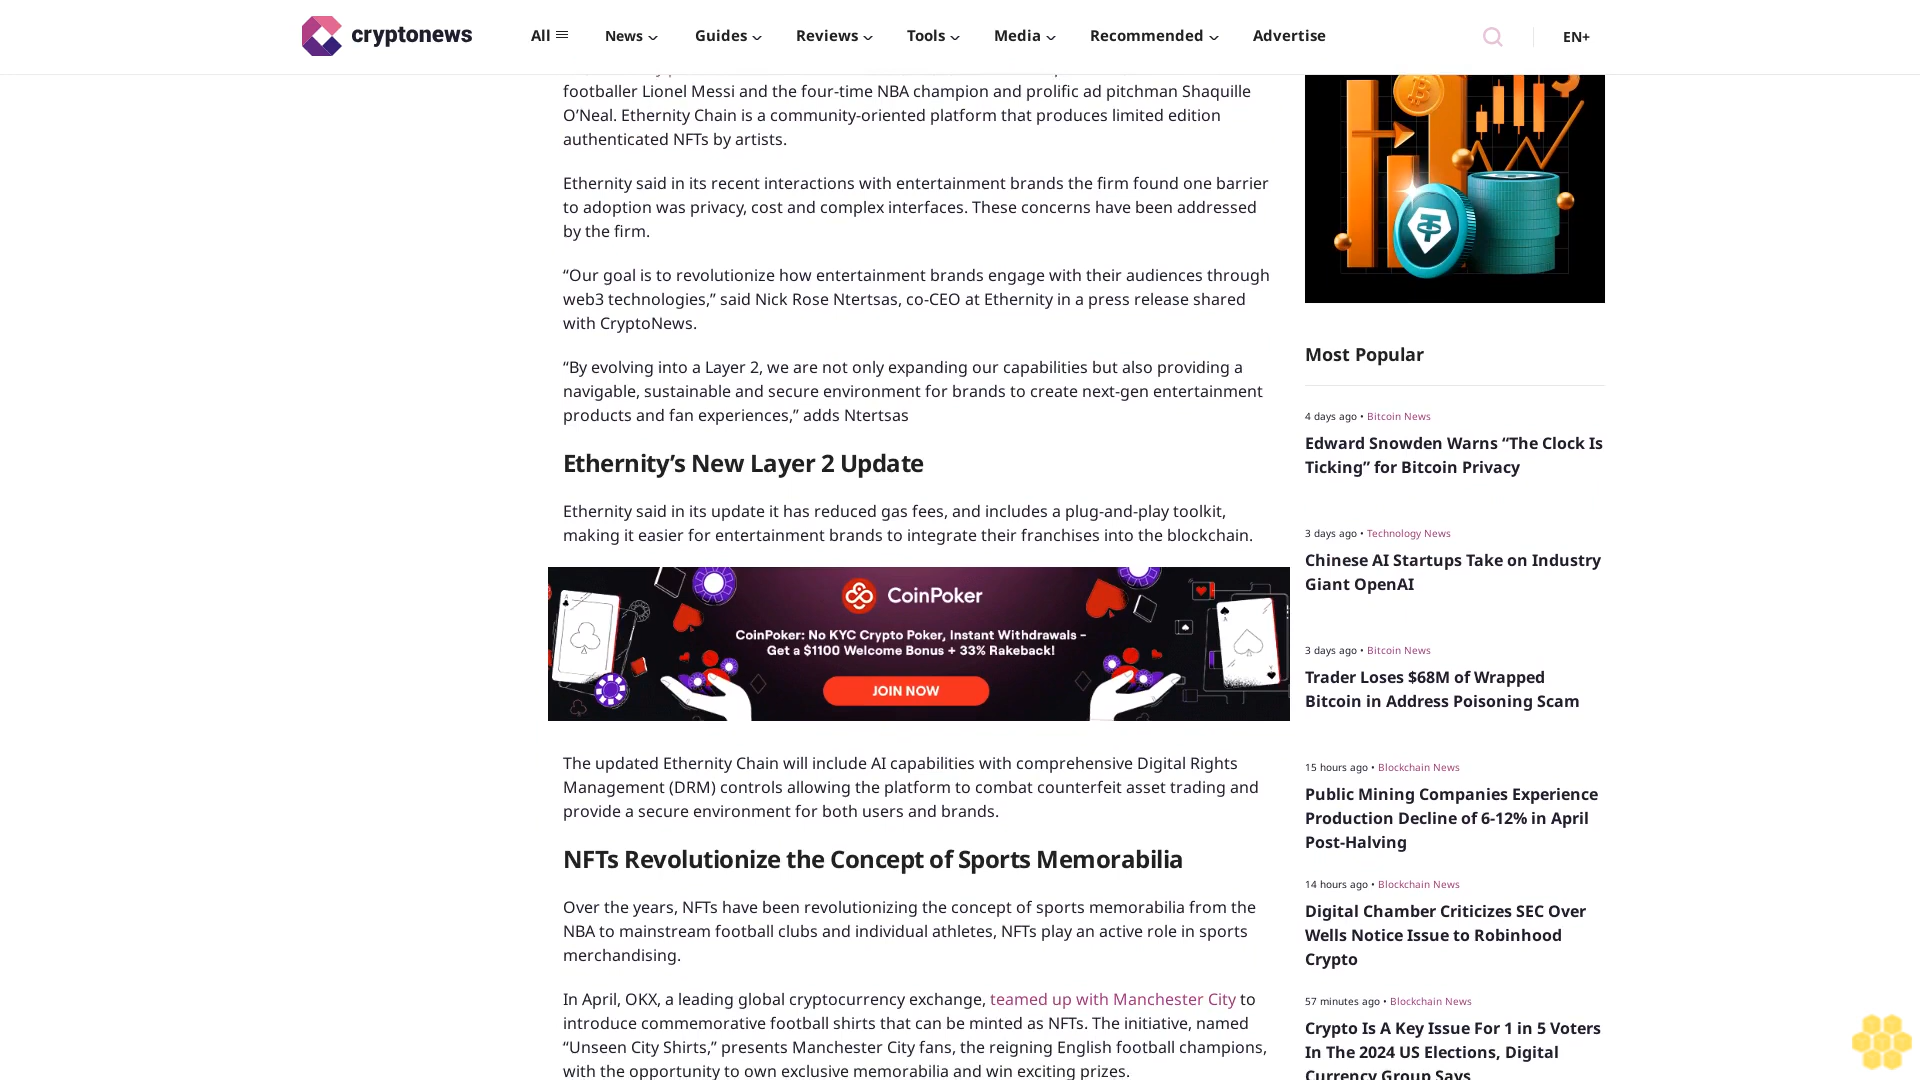 cryptonews
All
News
Guides
Reviews
Tools
Media
Recommended
Advertise
EN+
footballer Lionel Messi and the four-time NBA champion and prolific ad pitchman Shaquille
O’Neal. Ethernity Chain is a community-oriented platform that produces limited edition
authenticated NFTs by artists.
Ethernity said in its recent interactions with entertainment brands the firm found one barrier
to adoption was privacy, cost and complex interfaces. These concerns have been addressed
by the firm.
“Our goal is to revolutionize how entertainment brands engage with their audiences through
web3 technologies,” said Nick Rose Ntertsas, co-CEO at Ethernity in a press release shared
with CryptoNews.
“By evolving into a Layer 2, we are not only expanding our capabilities but also providing a
navigable, sustainable and secure environment for brands to create next-gen entertainment
products and fan experiences,” adds Ntertsas
Ethernity’s New Layer 2 Update
Ethernity said in its update it has reduced gas fees, and includes a plug-and-play toolkit,
making it easier for entertainment brands to integrate their franchises into the blockchain.
CoinPoker
CoinPoker: No KYC Crypto Poker, Instant Withdrawals –
Get a $1100 Welcome Bonus + 33% Rakeback!
JOIN NOW
The updated Ethernity Chain will include AI capabilities with comprehensive Digital Rights
Management (DRM) controls allowing the platform to combat counterfeit asset trading and
provide a secure environment for both users and brands.
NFTs Revolutionize the Concept of Sports Memorabilia
Over the years, NFTs have been revolutionizing the concept of sports memorabilia from the
NBA to mainstream football clubs and individual athletes, NFTs play an active role in sports
merchandising.
In April, OKX, a leading global cryptocurrency exchange, teamed up with Manchester City to
introduce commemorative football shirts that can be minted as NFTs. The initiative, named
“Unseen City Shirts,” presents Manchester City fans, the reigning English football champions,
with the opportunity to own exclusive memorabilia and win exciting prizes.
Most Popular
4 days ago • Bitcoin News
Edward Snowden Warns “The Clock Is
Ticking” for Bitcoin Privacy
3 days ago • Technology News
Chinese AI Startups Take on Industry
Giant OpenAI
3 days ago • Bitcoin News
Trader Loses $68M of Wrapped
Bitcoin in Address Poisoning Scam
15 hours ago • Blockchain News
Public Mining Companies Experience
Production Decline of 6-12% in April
Post-Halving
14 hours ago • Blockchain News
Digital Chamber Criticizes SEC Over
Wells Notice Issue to Robinhood
Crypto
57 minutes ago • Blockchain News
Crypto Is A Key Issue For 1 in 5 Voters
In The 2024 US Elections, Digital
Currency Group Says